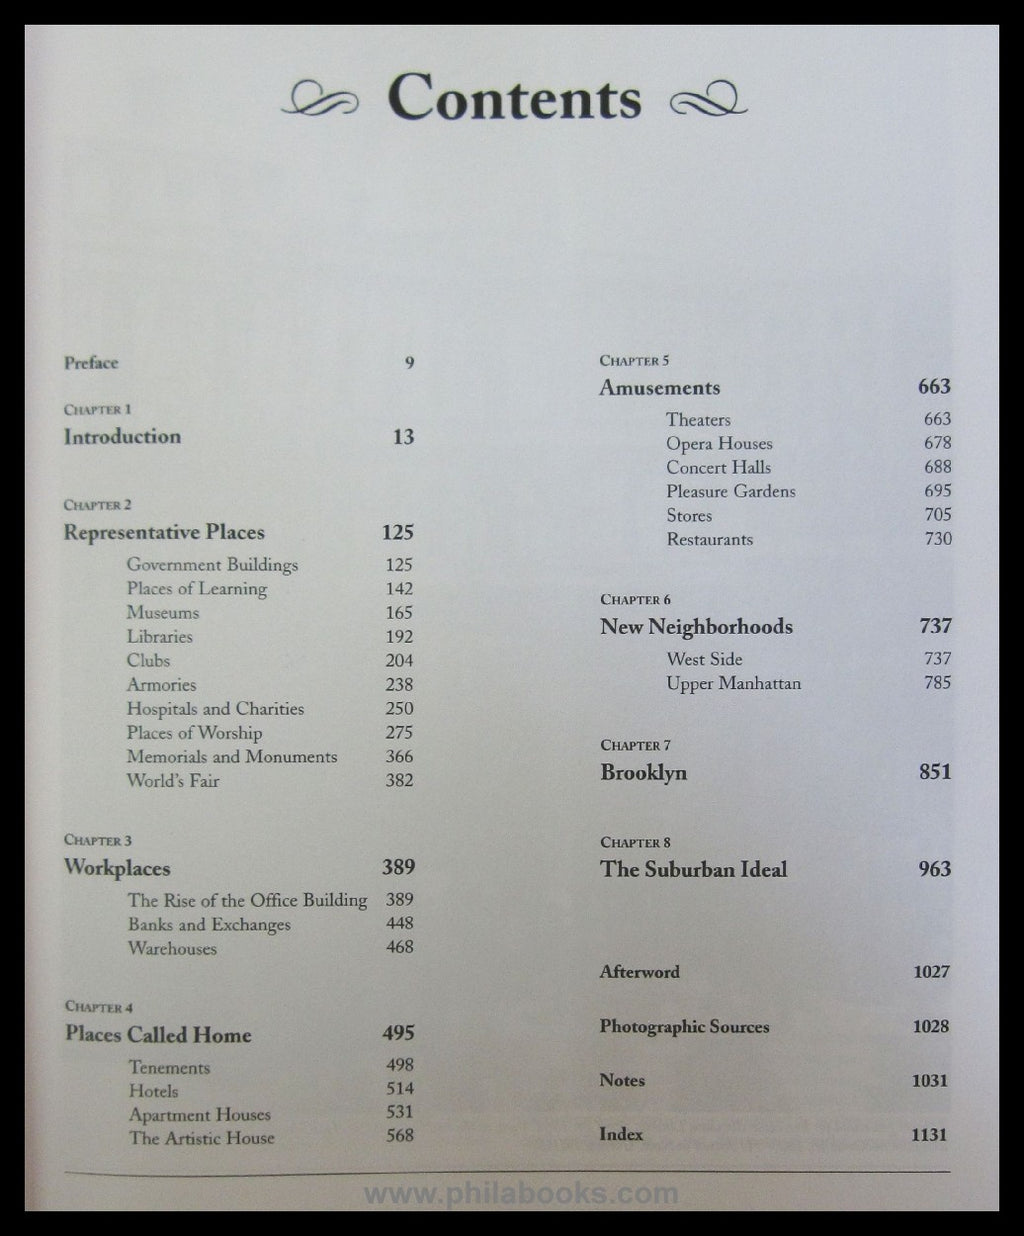 Contents
Preface 9
Chapter 1
Introduction 13
Chapter 2
Representative Places 125
Government Buildings 125
Places of Learning 142
Museums 165
Libraries 192
Clubs 204
Armories 238
Hospitals and Charities 250
Places of Worship 275
Memorials and Monuments 366
World's Fair 382
Chapter 3
Workplaces 389
The Rise of the Office Building 389
Banks and Exchanges 448
Warehouses 468
Chapter 4
Places Called Home 495
Tenements 498
Hotels 514
Apartment Houses 531
The Artistic House 568
Chapter 5
Amusements 663
Theaters 663
Opera Houses 678
Concert Halls 688
Pleasure Gardens 695
Stores 705
Restaurants 730
Chapter 6
New Neighborhoods 737
West Side 737
Upper Manhattan 785
Chapter 7
Brooklyn 851
Chapter 8
The Suburban Ideal 963
Afterword 1027
Photographic Sources 1028
Notes 1031
Index 1131
www.philabooks.com